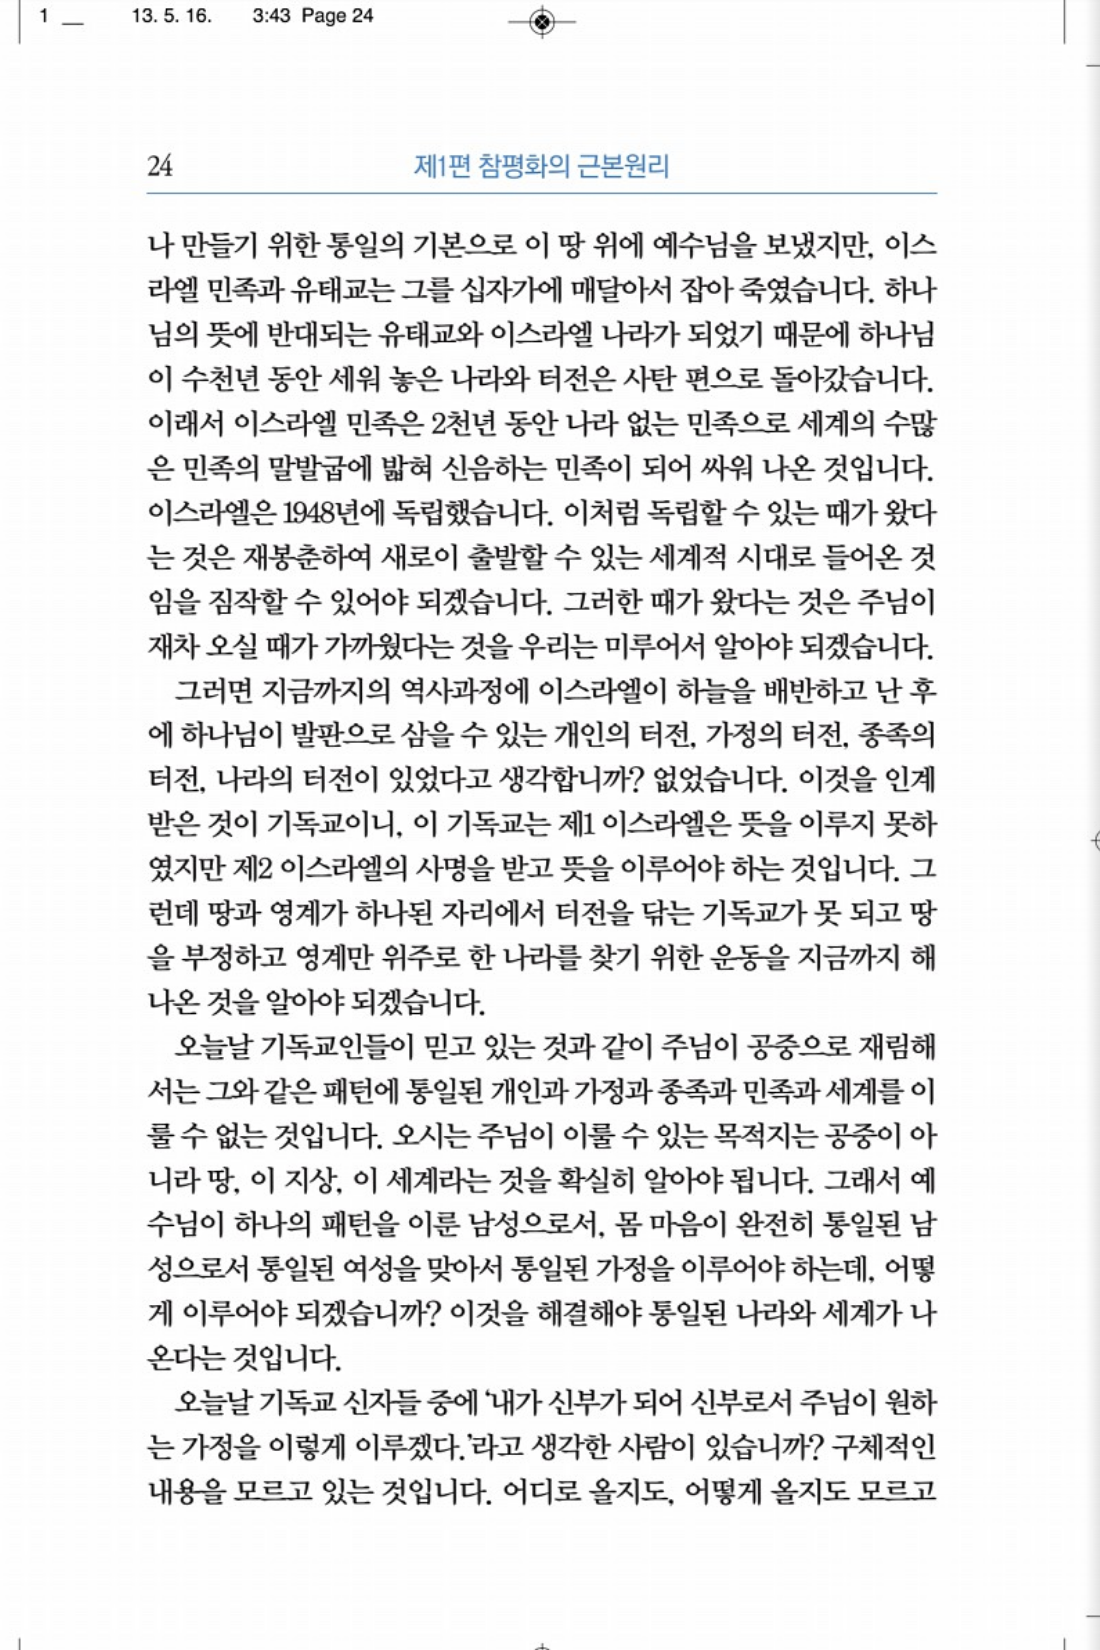 1 __ 13. 5. 16. 3:43 Page 24
24 제1편 참평화의 근본원리
나 만들기 위한 통일의 기본으로 이 땅 위에 예수님을 보냈지만, 이스
라엘 민족과 유태교는 그를 십자가에 매달아서 잡아 죽였습니다. 하나
님의 뜻에 반대되는 유태교와 이스라엘 나라가 되었기 때문에 하나님
이 수천년 동안 세워 놓은 나라와 터전은 사탄 편으로 돌아갔습니다.
이래서 이스라엘 민족은 2천년 동안 나라 없는 민족으로 세계의 수많
은 민족의 말발굽에 밟혀 신음하는 민족이 되어 싸워 나온 것입니다.
이스라엘은 1948년에 독립했습니다. 이처럼 독립할 수 있는 때가 왔다
는 것은 재봉춘하여 새로이 출발할 수 있는 세계적 시대로 들어온 것
임을 짐작할 수 있어야 되겠습니다. 그러한 때가 왔다는 것은 주님이
재차 오실 때가 가까웠다는 것을 우리는 미루어서 알아야 되겠습니다.
그러면 지금까지의 역사과정에 이스라엘이 하늘을 배반하고 난 후
에 하나님이 발판으로 삼을 수 있는 개인의 터전, 가정의 터전, 종족의
터전, 나라의 터전이 있었다고 생각합니까? 없었습니다. 이것을 인계
받은 것이 기독교이니, 이 기독교는 제1 이스라엘은 뜻을 이루지 못하
였지만 제2 이스라엘의 사명을 받고 뜻을 이루어야 하는 것입니다. 그
런데 땅과 영계가 하나된 자리에서 터전을 닦는 기독교가 못 되고 땅
을 부정하고 영계만 위주로 한 나라를 찾기 위한 운동을 지금까지 해
나온 것을 알아야 되겠습니다.
오늘날 기독교인들이 믿고 있는 것과 같이 주님이 공중으로 재림해
서는 그와 같은 패턴에 통일된 개인과 가정과 종족과 민족과 세계를 이
룰 수 없는 것입니다. 오시는 주님이 이룰 수 있는 목적지는 공중이 아
니라 땅, 이 지상, 이 세계라는 것을 확실히 알아야 됩니다. 그래서 예
수님이 하나의 패턴을 이룬 남성으로서, 몸 마음이 완전히 통일된 남
성으로서 통일된 여성을 맞아서 통일된 가정을 이루어야 하는데, 어떻
게 이루어야 되겠습니까? 이것을 해결해야 통일된 나라와 세계가 나
온다는 것입니다.
오늘날 기독교 신자들 중에 ‘내가 신부가 되어 신부로서 주님이 원하
는 가정을 이렇게 이루겠다.’라고 생각한 사람이 있습니까? 구체적인
내용을 모르고 있는 것입니다. 어디로 올지도, 어떻게 올지도 모르고